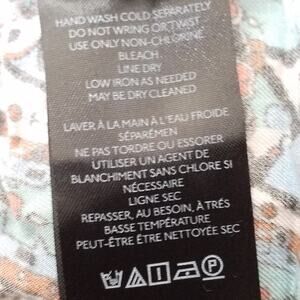 HAND WASH COLD SEPARATELY
DO NOT WRING OR TWIST
USE ONLY NON-CHLORINE
BLEACH
LINE DRY
LOW IRON AS NEEDED
MAY BE DRY CLEANED
LAVER À LA MAIN À L'EAU FROIDE
SÉPARÉMEN
NE PAS TORDRE OU ESSORER
UTILISER UN AGENT DE
BLANCHIMENT SANS CHLORE SI
NÉCESSAIRE
LIGNE SEC
REPASSER, AU BESOIN, À TRÉS
BASSE TEMPÉRATURE
PEUT-ÊTRE ÊTRE NETTOYÉE SEC
P